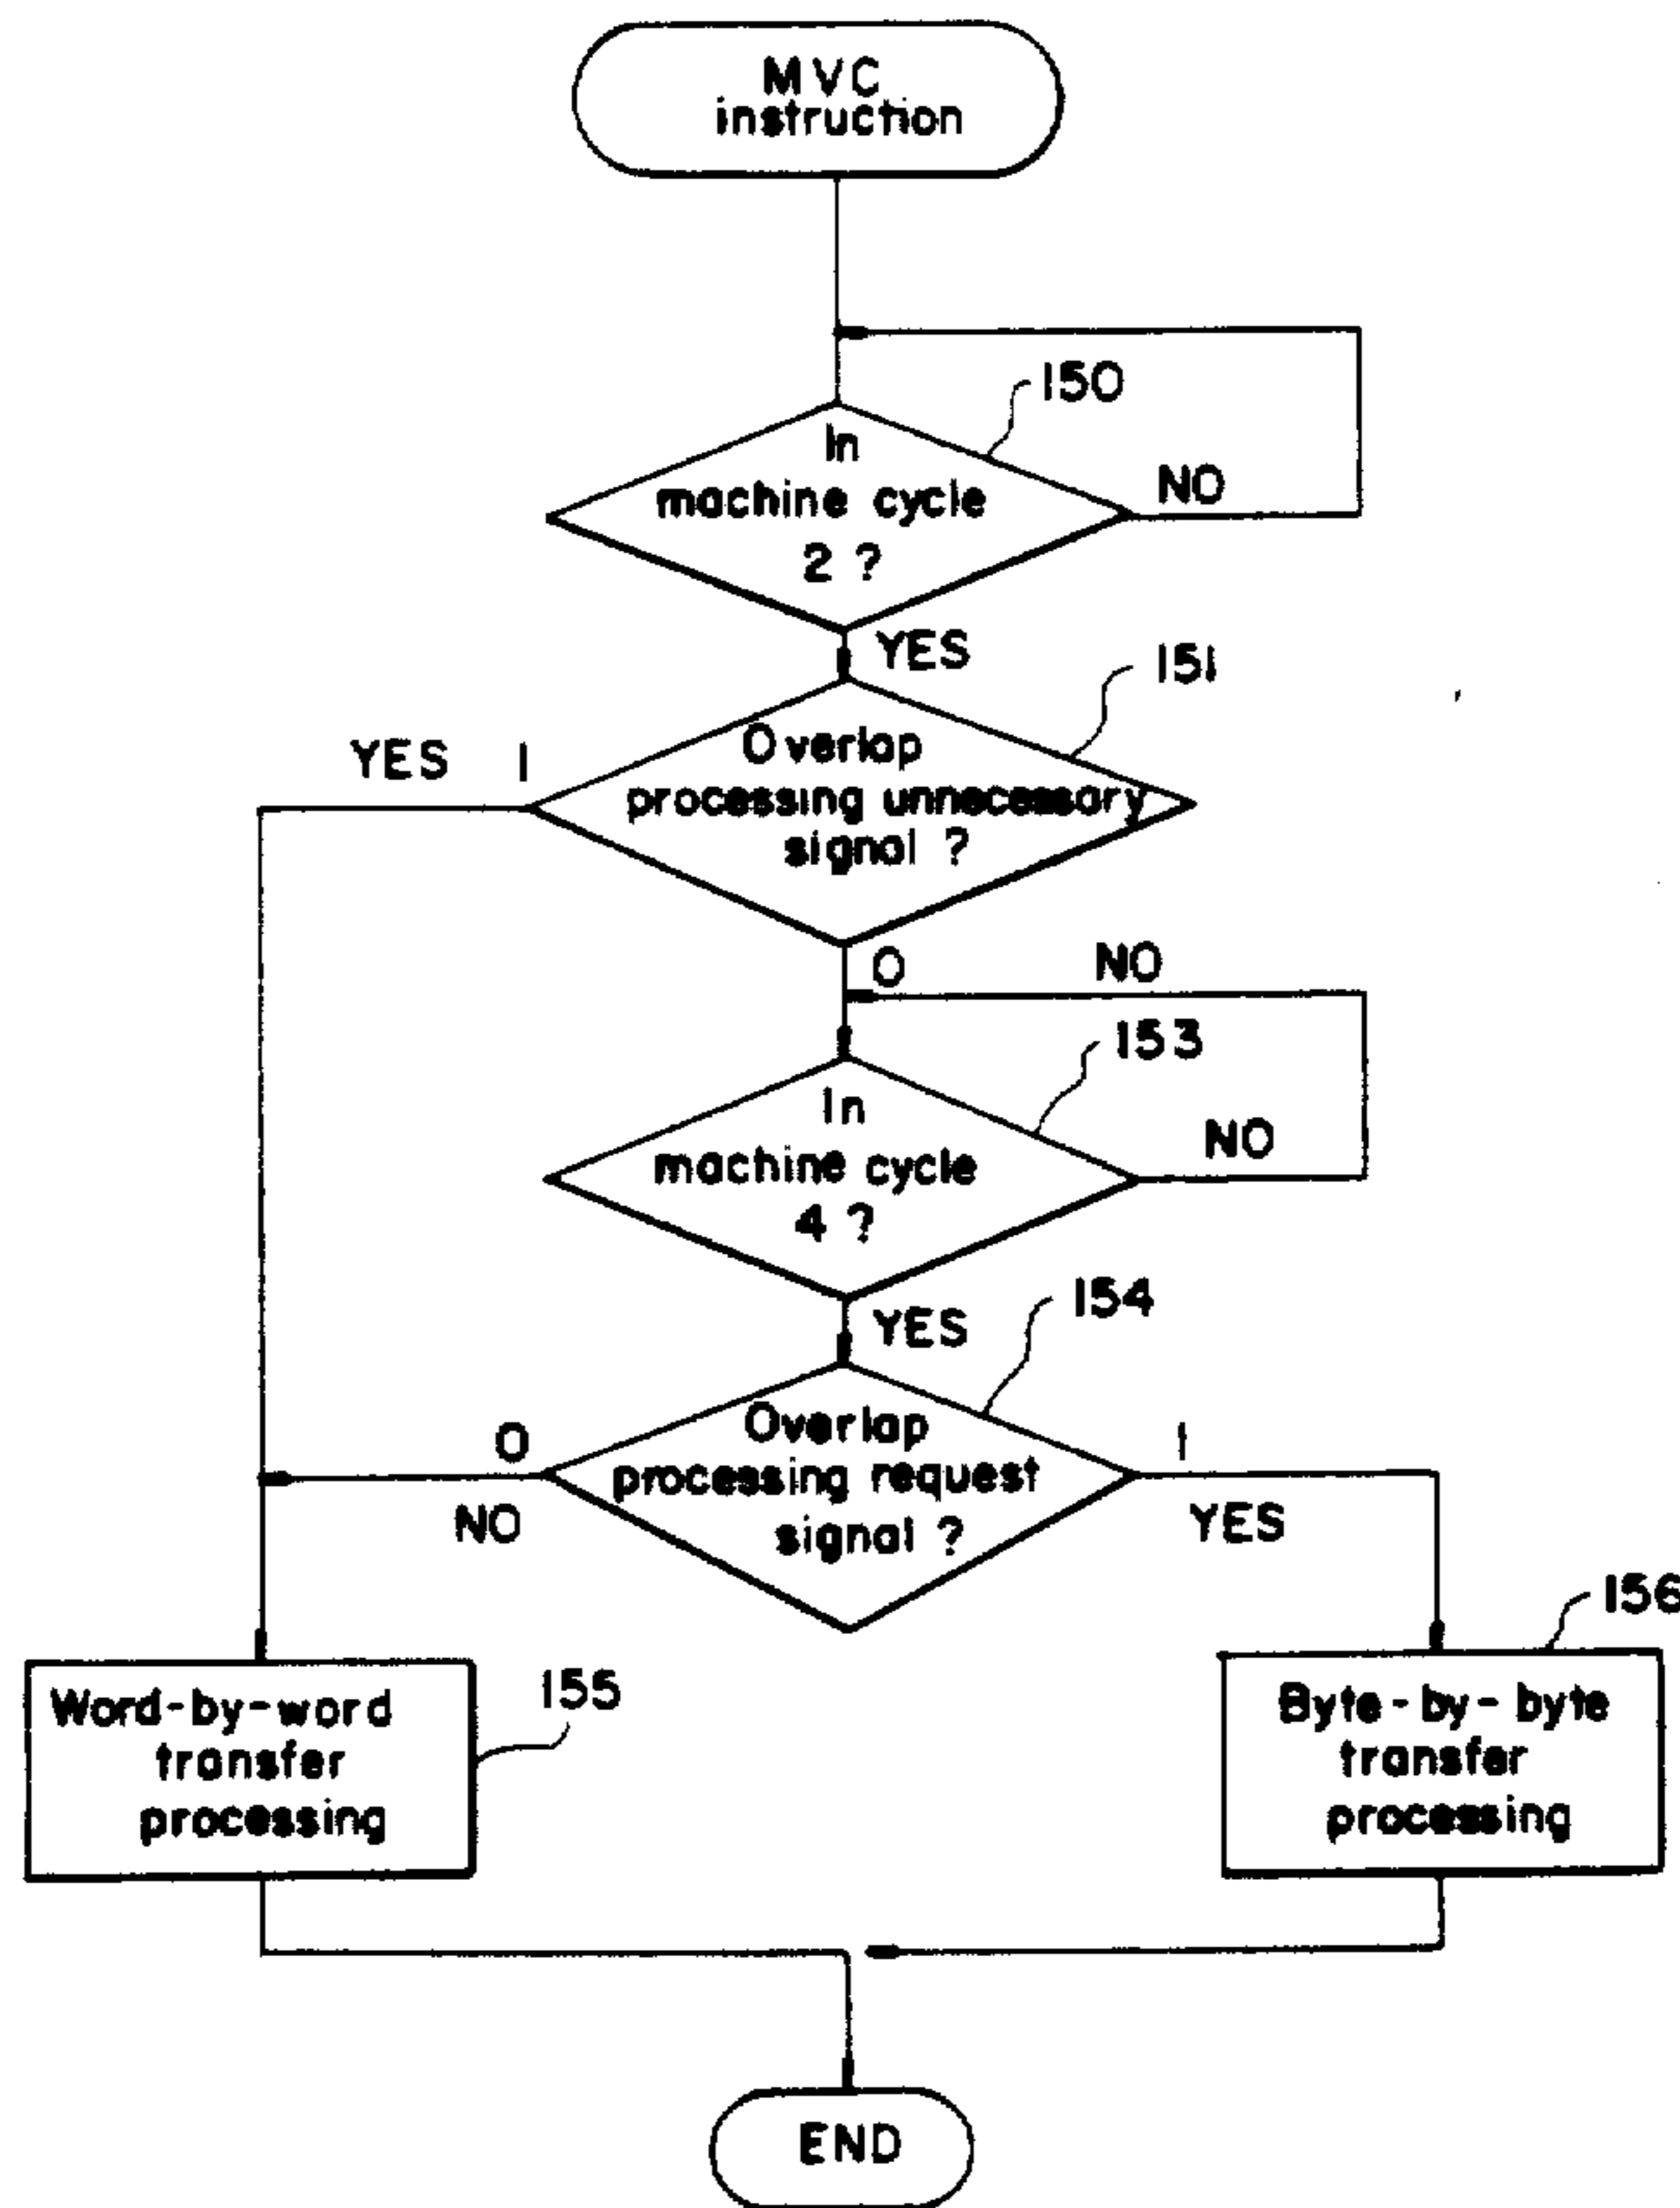 MVC
instruction
150
In
machine cycle
2 ?
NO
YES
151
YES 1
Overlap
processing unnecessary
signal ?
0
NO
153
In
machine cycle
4 ?
NO
YES
154
0
Overlap
processing request
signal ?
1
NO
YES
156
Word-by-word
transfer
processing
155
Byte-by-byte
transfer
processing
END